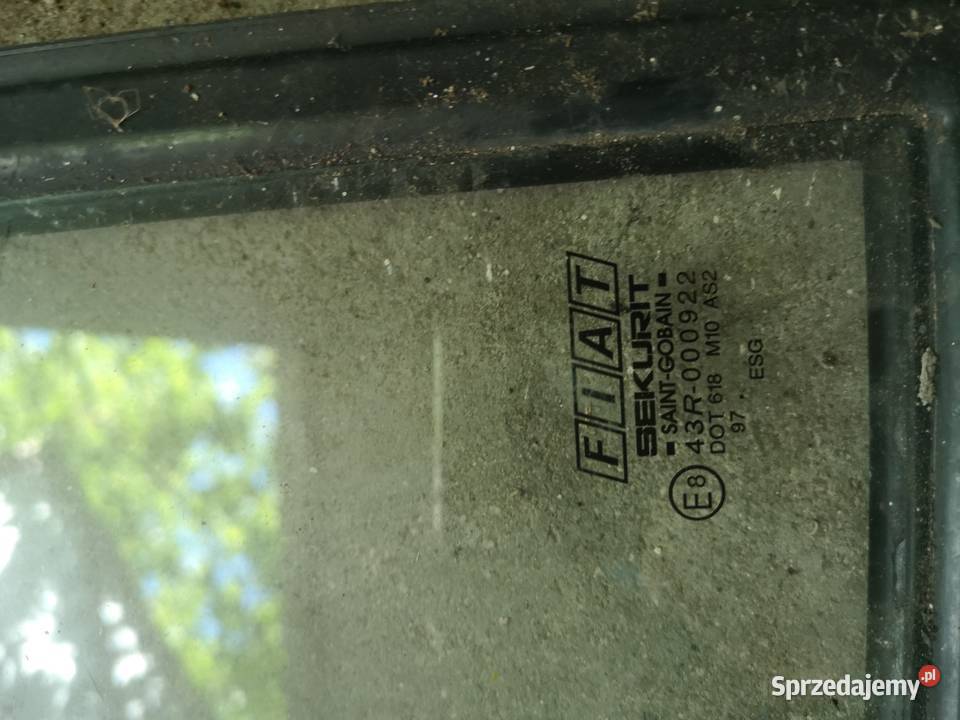 FIAT
SEKURIT
SAINT-GOBAIN
E8 43R-000922
DOT 618 M10 AS2
97 .
ESG
Sprzedajemy.pl